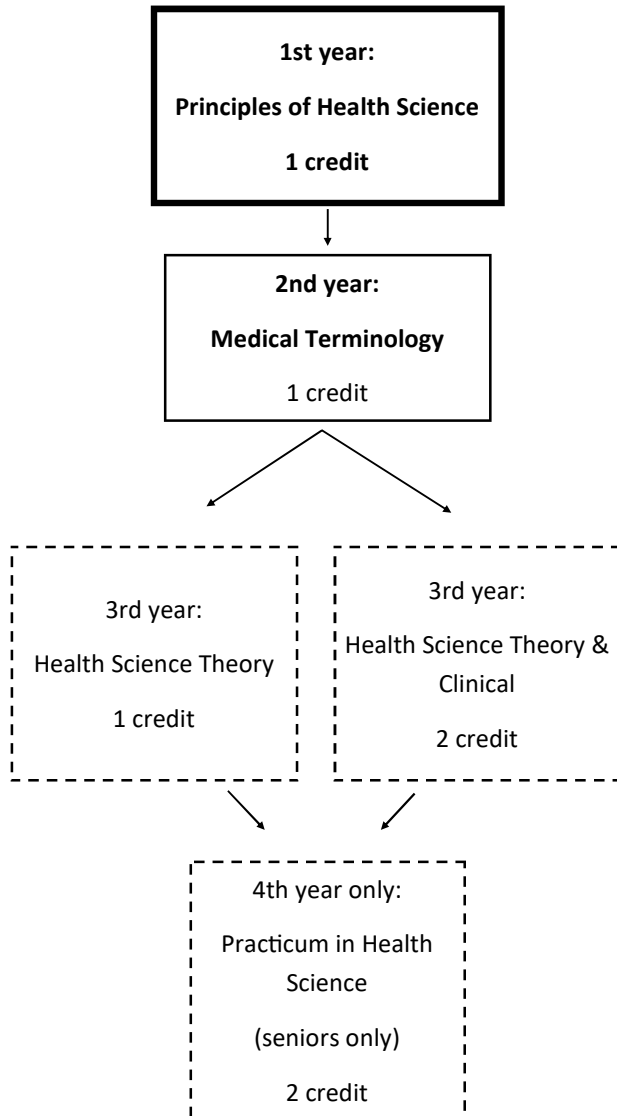 1st year:
Principles of Health Science
1 credit
2nd year:
Medical Terminology
1 credit
3rd year:
Health Science Theory
1 credit
3rd year:
Health Science Theory &
Clinical
2 credit
4th year only:
Practicum in Health
Science
(seniors only)
2 credit